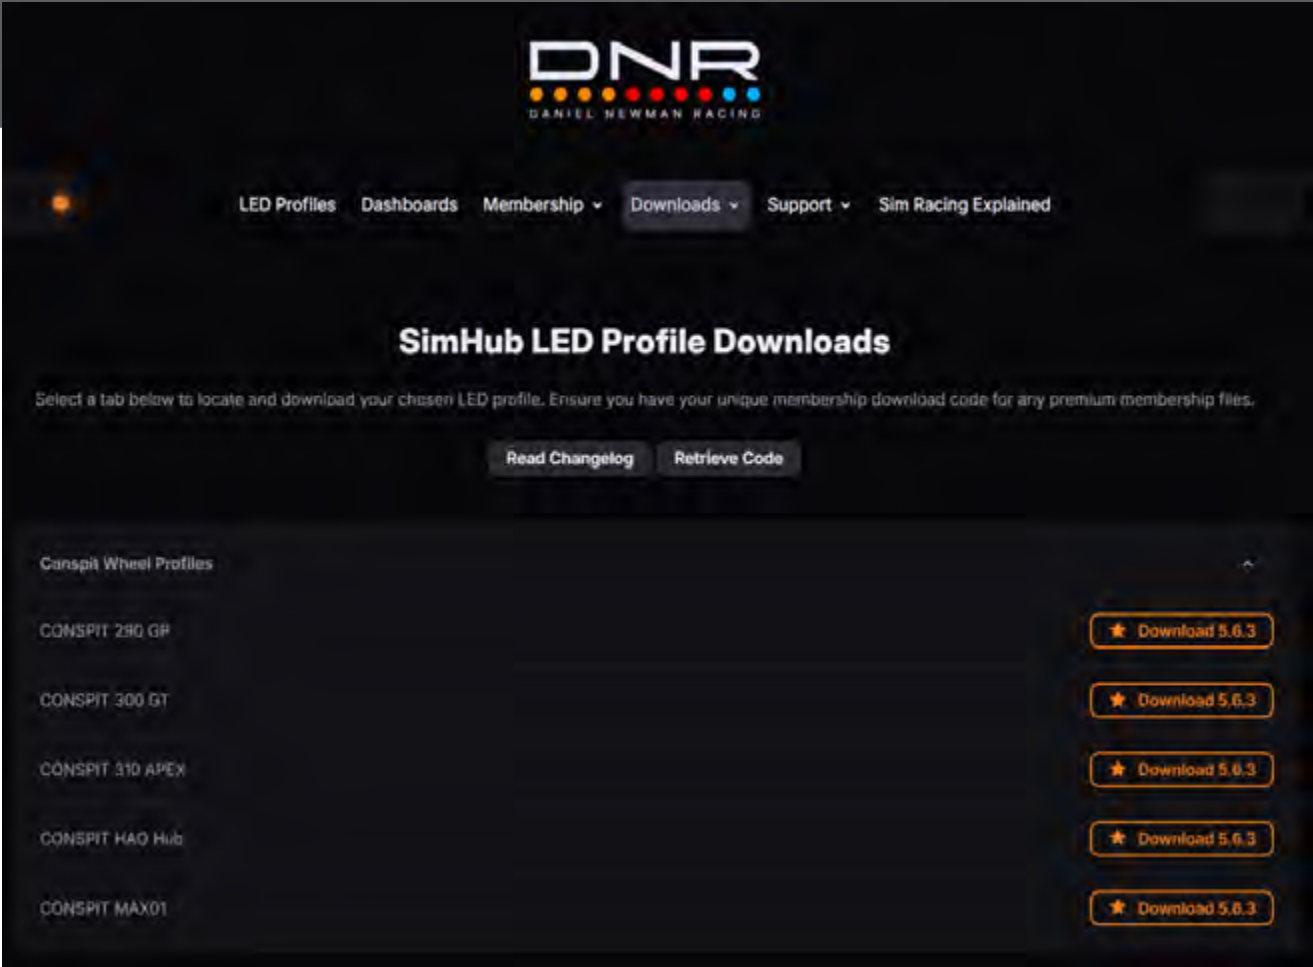 DNR
DANIEL NEWMAN RACING
LED Profiles Dashboards Membership Downloads Support Sim Racing Explained
SimHub LED Profile Downloads
Select a tab below to locate and download your chosen LED profile. Ensure you have your unique membership download code for any premium membership files.
Read Changelog Retrieve Code
Conspit Wheel Profiles
CONSPIT 290 GP Download 5.6.3
CONSPIT 300 GT Download 5.6.3
CONSPIT 310 APEX Download 5.6.3
CONSPIT HAO Hub Download 5.6.3
CONSPIT MAX01 Download 5.6.3